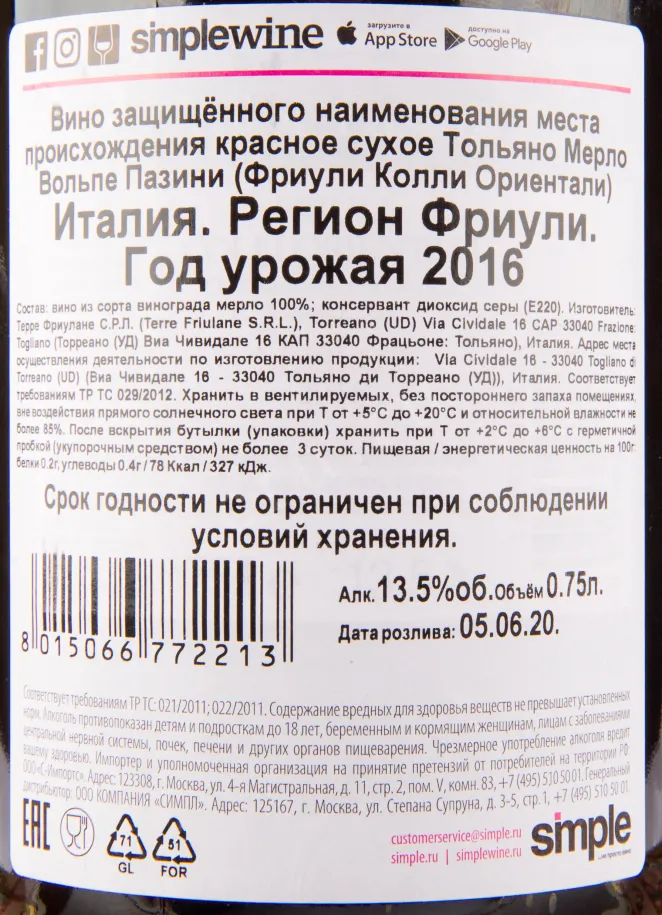 simplewine загрузите в App Store доступно на Google Play
Вино защищённого наименования места
происхождения красное сухое Тольяно Мерло
Вольпе Пазини (Фриули Колли Ориентали)
Италия. Регион Фриули.
Год урожая 2016
Состав: вино из сорта винограда мерло 100%; консервант диоксид серы (Е220). Изготовитель:
Терре Фриулане С.Р.Л. (Terre Friulane S.R.L.), Torreano (UD) Via Cividale 16 CAP 33040 Frazione:
Togliano (Торреано (УД) Виа Чивидале 16 КАП 33040 Фрацьоне: Тольяно), Италия. Адрес места
осуществления деятельности по изготовлению продукции: Via Cividale 16 - 33040 Togliano di
Torreano (UD) (Виа Чивидале 16 - 33040 Тольяно ди Торреано (УД)), Италия. Соответствует
требованиям ТР ТС 029/2012. Хранить в вентилируемых, без постороннего запаха помещениях,
вне воздействия прямого солнечного света при Т от +5°С до +20°С и относительной влажности не
более 85%. После вскрытия бутылки (упаковки) хранить при Т от +2°С до +6°С с герметичной
пробкой (укупорочным средством) не более 3 суток. Пищевая / энергетическая ценность на 100г:
белки 0.2г, углеводы 0.4г / 78 Ккал / 327 кДж.
Срок годности не ограничен при соблюдении
условий хранения.
Алк. 13.5%об. Объём 0.75л.
Дата розлива: 05.06.20.
8 015066 772213
Соответствует требованиям ТР ТС: 021/2011; 022/2011. Содержание вредных для здоровья веществ не превышает установленных
норм. Алкоголь противопоказан детям и подросткам до 18 лет, беременным и кормящим женщинам, лицам с заболеваниями
центральной нервной системы, почек, печени и других органов пищеварения. Чрезмерное употребление алкоголя вредит
вашему здоровью. Импортер и уполномоченная организация на принятие претензий от потребителей на территории РФ:
ООО«С-Импортс». Адрес: 123308, г. Москва, ул. 4-я Магистральная, д. 11, стр. 2, пом. V, комн. 83, +7 (495) 510 50 01. Генеральный
дистрибьютор: ООО КОМПАНИЯ «СИМПЛ». Адрес: 125167, г. Москва, ул. Степана Супруна, д. 3-5, стр. 1, +7 (495) 510 50 01.
EAC
71
GL
51
FOR
customerservice@simple.ru
simple.ru | simplewine.ru
simple